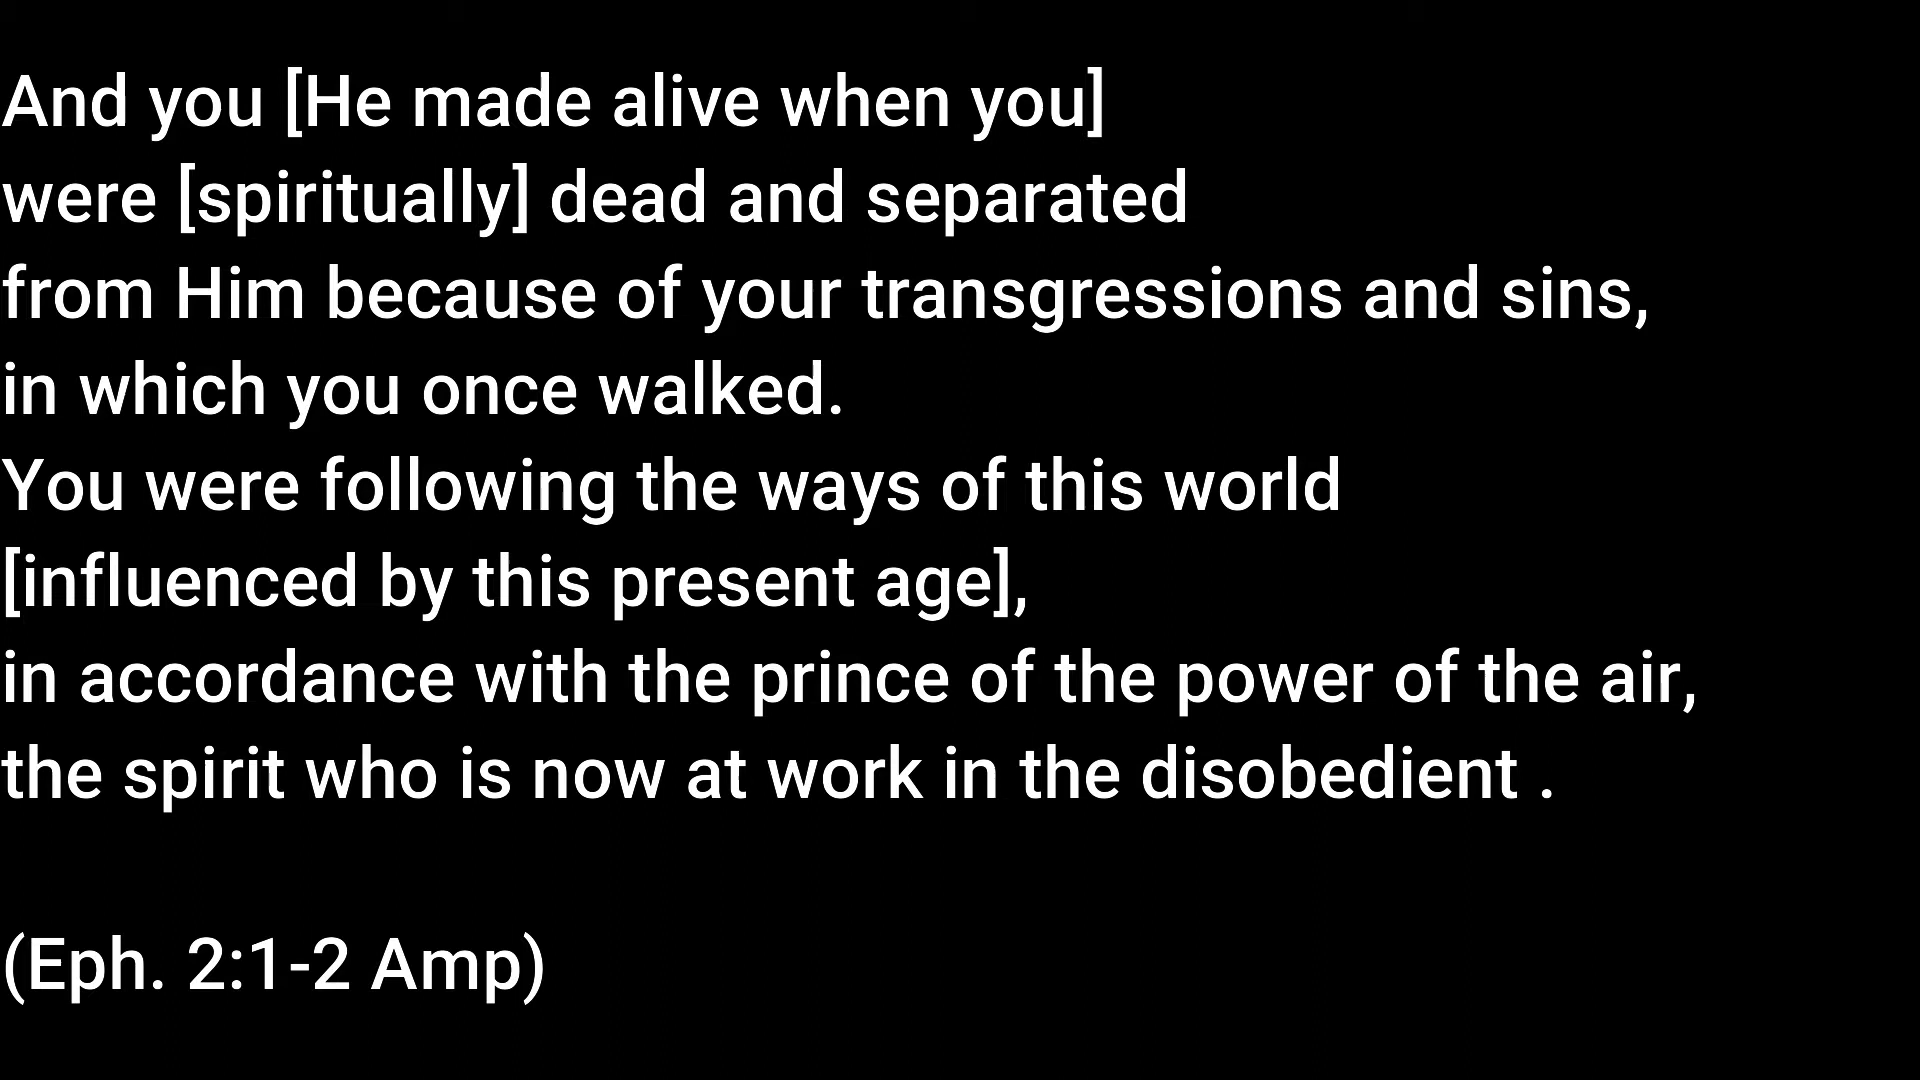 And you [He made alive when you]
were [spiritually] dead and separated
from Him because of your transgressions and sins,
in which you once walked.
You were following the ways of this world
[influenced by this present age],
in accordance with the prince of the power of the air,
the spirit who is now at work in the disobedient .
(Eph. 2:1-2 Amp)